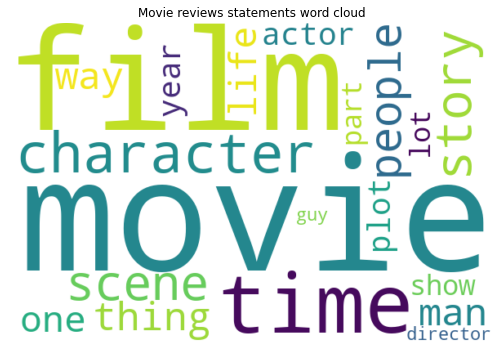 Movie reviews statements word cloud
film
way
year
life
actor
people
story
part
lot
character
movie
guy
plot
scene
time
show
one
thing
man
director